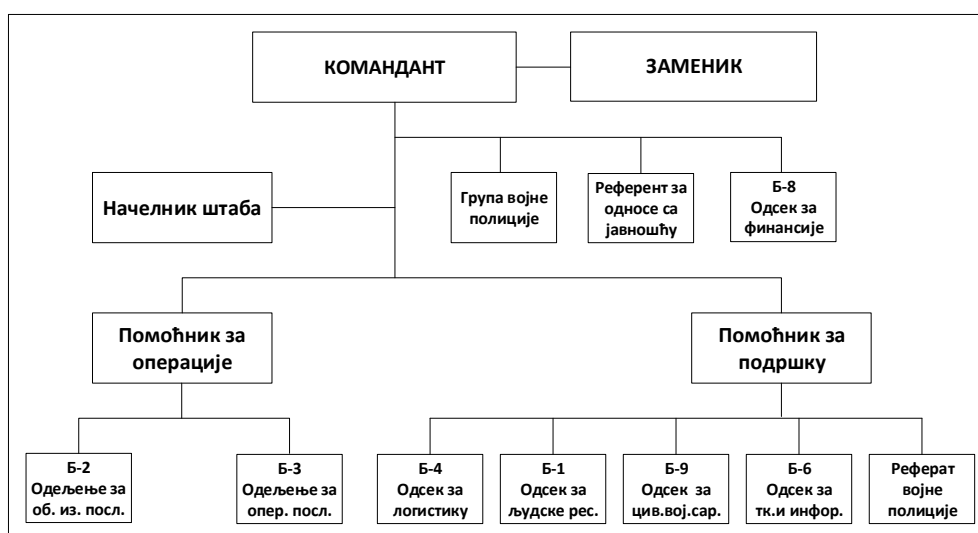 КОМАНДАНТ
ЗАМЕНИК
Начелник штаба
Група војне
полиције
Референт за
односе са
јавношћу
Б-8
Одсек за
финансије
Помоћник за
операције
Помоћник за
подршку
Б-2
Одељење за
об. из. посл.
Б-3
Одељење за
опер. посл.
Б-4
Одсек за
логистику
Б-1
Одсек за
људске рес.
Б-9
Одсек за
цив.вој.сар.
Б-6
Одсек за
тк.и инфор.
Реферат
војне
полиције